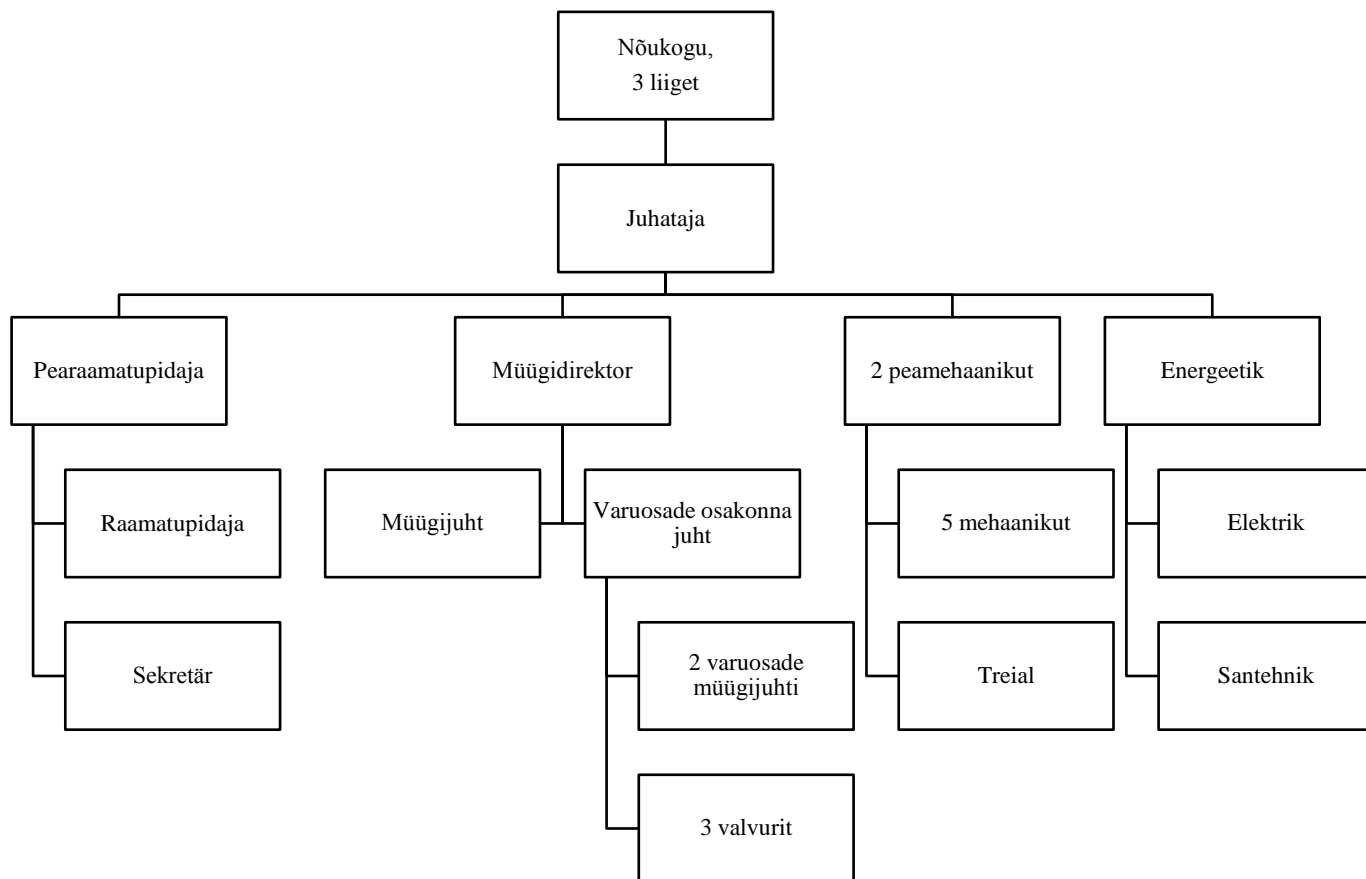 Nõukogu,
3 liiget
Juhataja
Pearaamatupidaja
Müügidirektor
2 peamehaanikut
Energeetik
Raamatupidaja
Müügijuht
Varuosade osakonna
juht
5 mehaanikut
Elektrik
Sekretär
2 varuosade
müügijuhti
Treial
Santehnik
3 valvurit